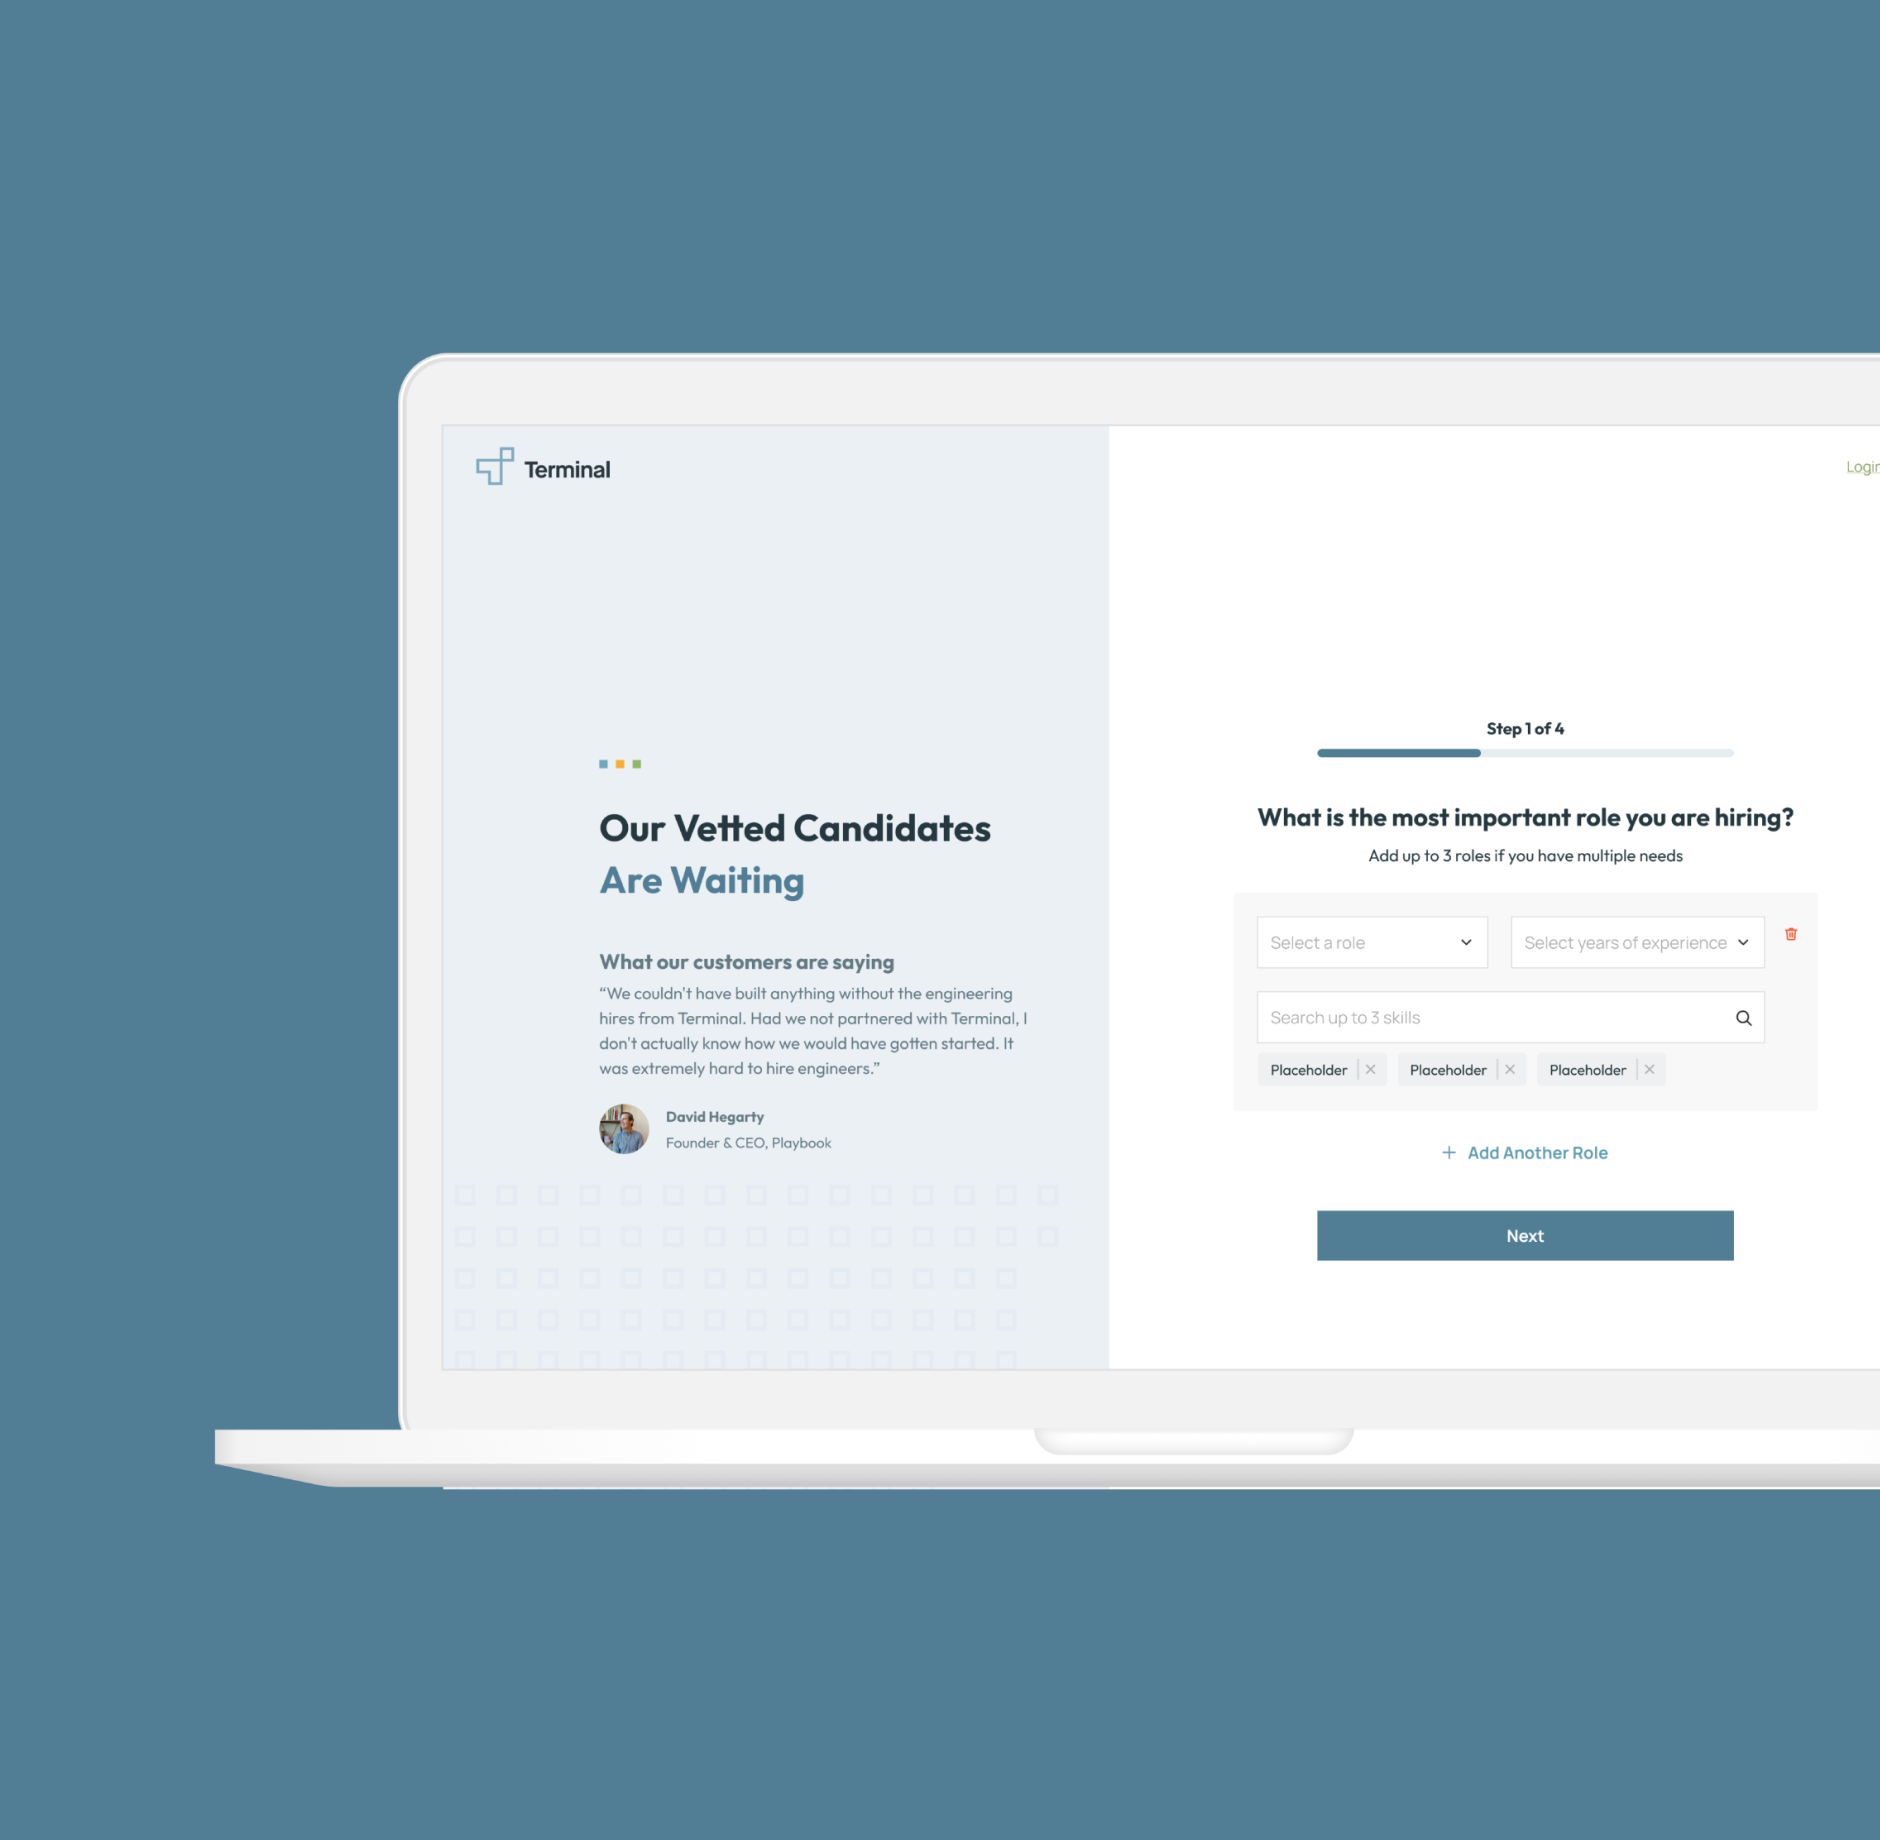 Terminal
Login
Our Vetted Candidates
Are Waiting
What our customers are saying
“We couldn't have built anything without the engineering
hires from Terminal. Had we not partnered with Terminal, I
don't actually know how we would have gotten started. It
was extremely hard to hire engineers.”
David Hegarty
Founder & CEO, Playbook
Step 1 of 4
What is the most important role you are hiring?
Add up to 3 roles if you have multiple needs
Select a role
Select years of experience
Search up to 3 skills
Placeholder
Placeholder
Placeholder
Add Another Role
Next